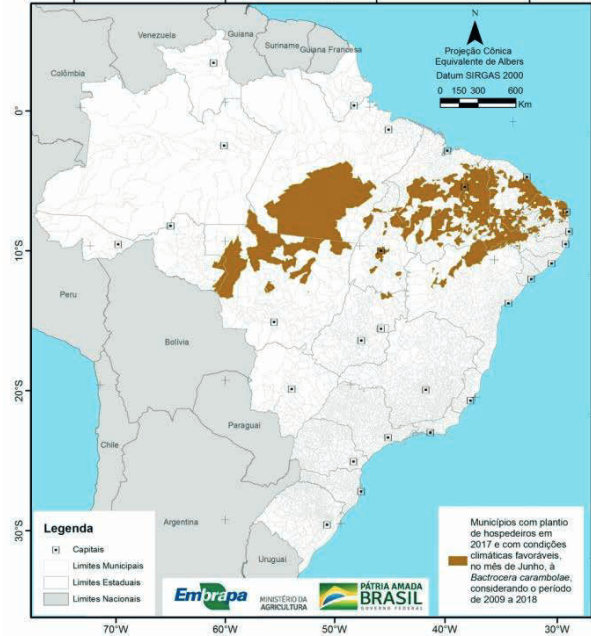 Venezuela
Guiana
Suriname
Guiana Francesa
Colômbia
N
Projeção Cônica
Equivalente de Albers
Datum SIRGAS 2000
0 150 300 600
Km
0°
10°S
20°S
30°S
Peru
Bolívia
Paraguai
Chile
Argentina
Uruguai
Legenda
Capitais
Limites Municipais
Limites Estaduais
Limites Nacionais
Embrapa
MINISTÉRIO DA
AGRICULTURA
PÁTRIA AMADA
BRASIL
GOVERNO FEDERAL
Municípios com plantio
de hospedeiros em
2017 e com condições
climáticas favoráveis,
no mês de Junho, à
Bactrocera carambolae,
considerando o período
de 2009 a 2018
70°W 60°W 50°W 40°W 30°W